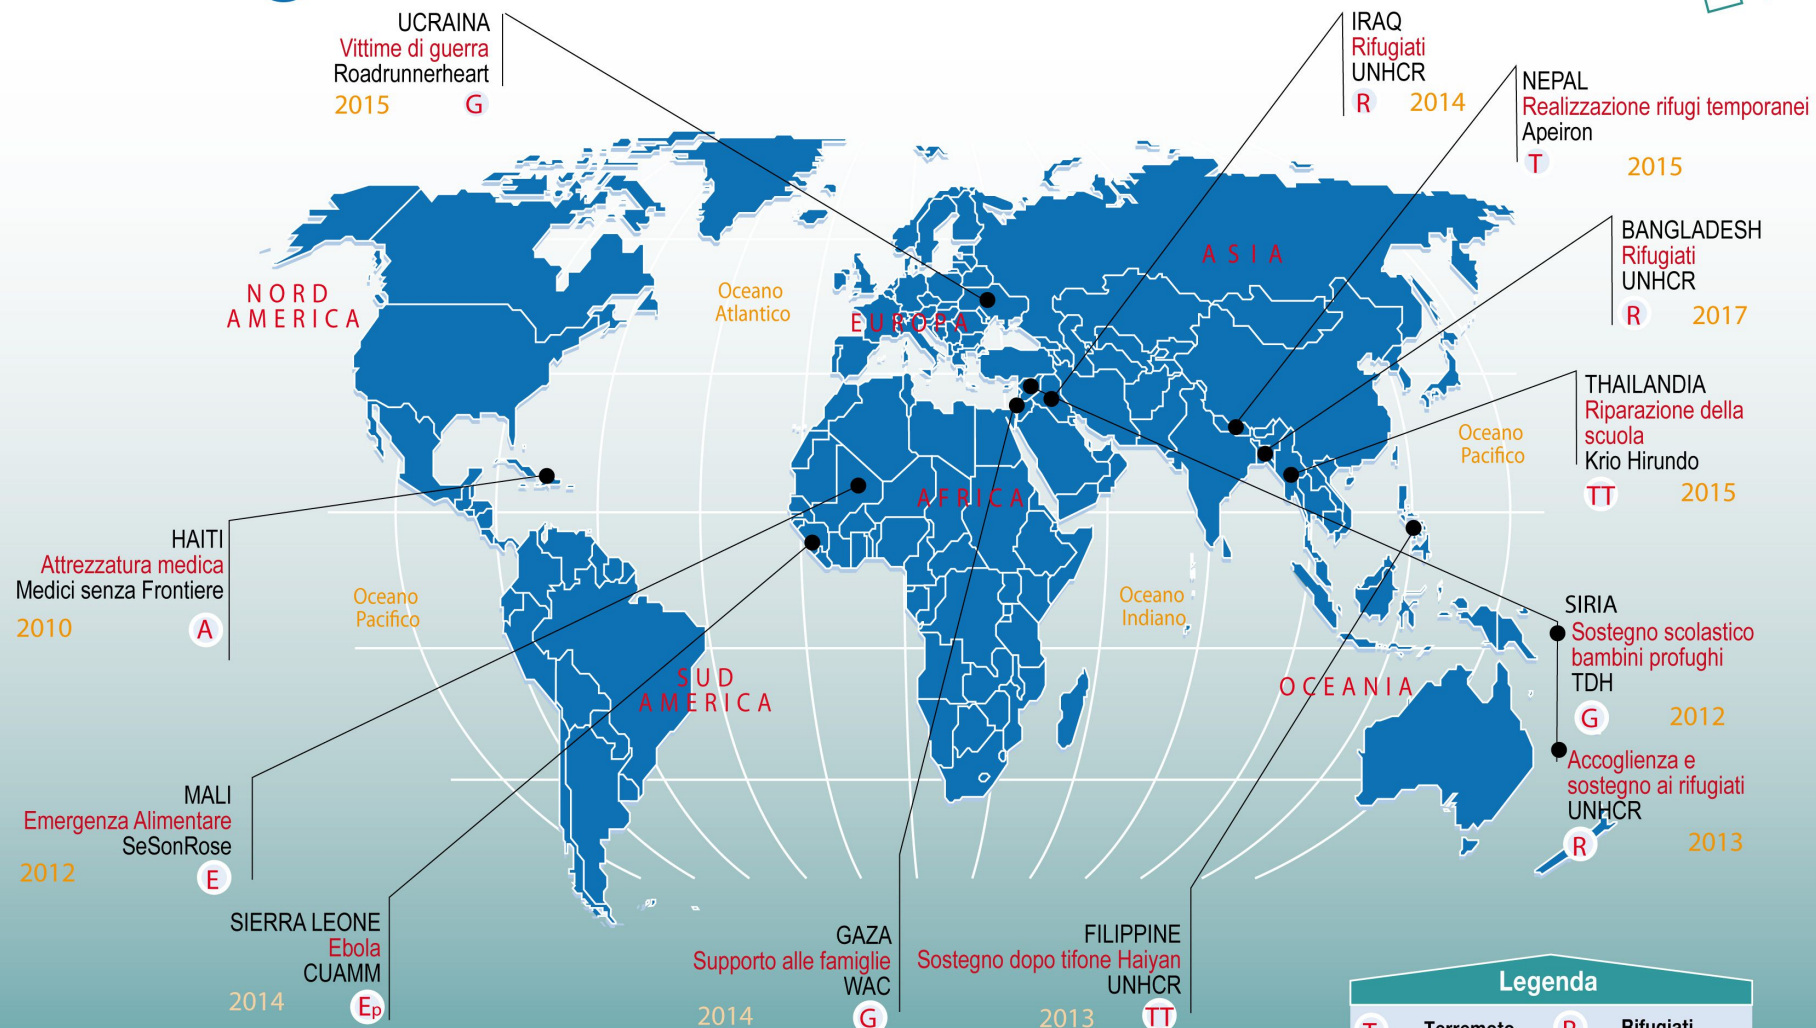 UCRAINA
Vittime di guerra
Roadrunnerheart
2015 G
IRAQ
Rifugiati
UNHCR
R 2014
NEPAL
Realizzazione rifugi temporanei
Apeiron
T 2015
BANGLADESH
Rifugiati
UNHCR
R 2017
THAILANDIA
Riparazione della
scuola
Krio Hirundo
TT 2015
NORD
AMERICA
Oceano
Atlantico
EUROPA
ASIA
Oceano
Pacifico
AFRICA
HAITI
Attrezzatura medica
Medici senza Frontiere
2010 A
Oceano
Pacifico
Oceano
Indiano
SUD
AMERICA
OCEANIA
SIRIA
Sostegno scolastico
bambini profughi
TDH
G 2012
Accoglienza e
sostegno ai rifugiati
UNHCR
R 2013
MALI
Emergenza Alimentare
SeSonRose
2012 E
SIERRA LEONE
Ebola
CUAMM
2014 Ep
GAZA
Supporto alle famiglie
WAC
2014 G
FILIPPINE
Sostegno dopo tifone Haiyan
UNHCR
2013 TT
Legenda
T Terremoto R Rifugiati